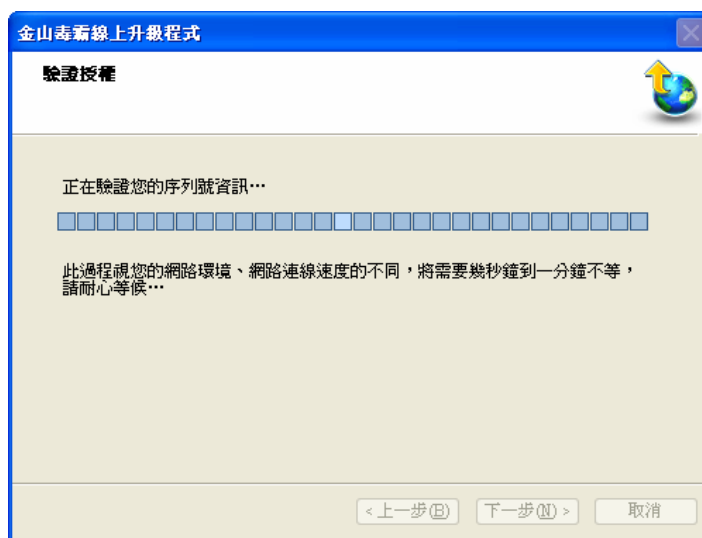 金山毒霸線上升級程式
驗證授權
正在驗證您的序列號資訊…
此過程視您的網路環境、網路連線速度的不同，將需要幾秒鐘到一分鐘不等，
請耐心等候…
<上一步(B) 下一步(N)> 取消